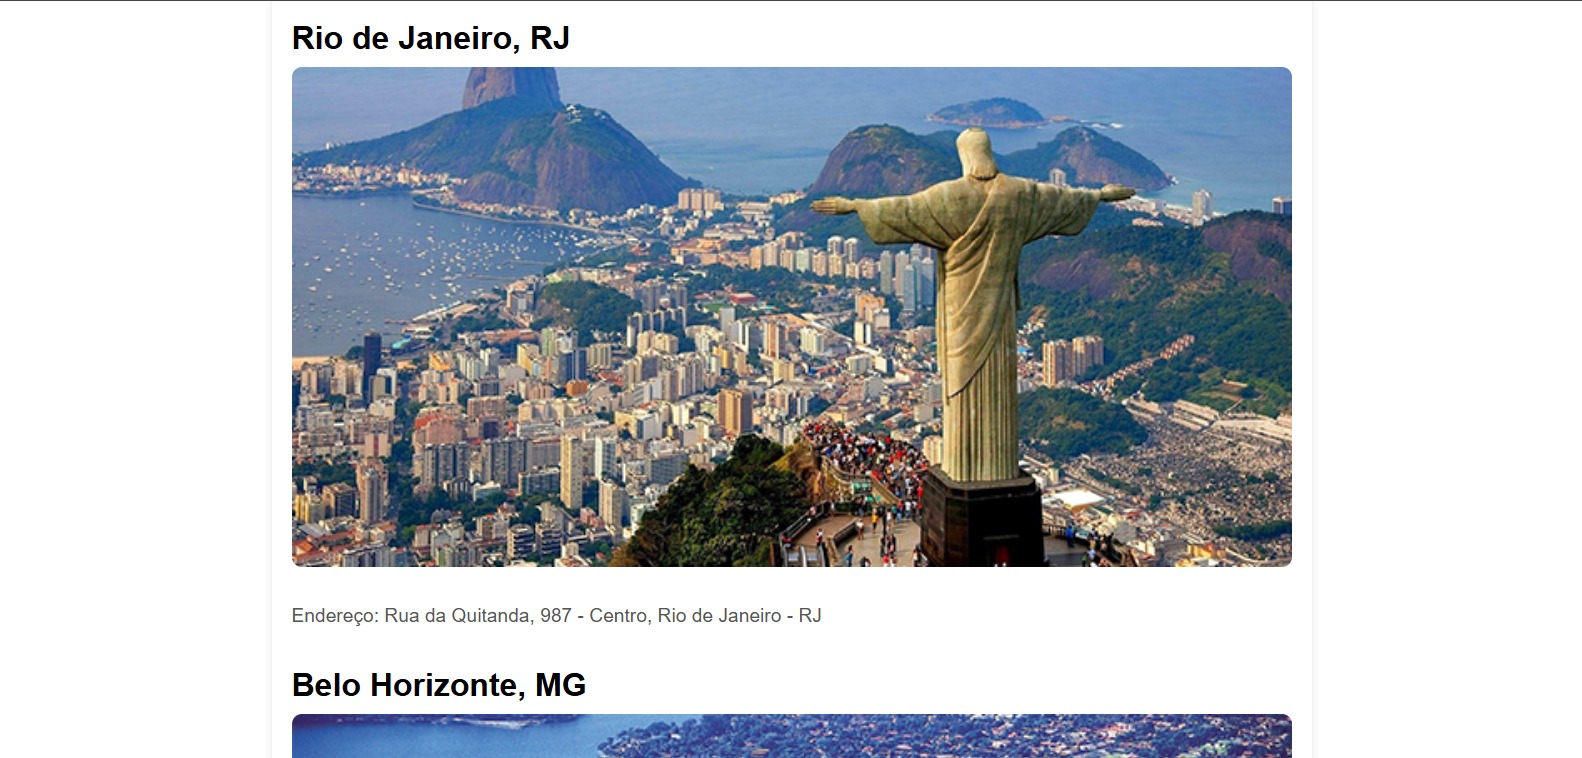 Rio de Janeiro, RJ
Endereço: Rua da Quitanda, 987 - Centro, Rio de Janeiro - RJ
Belo Horizonte, MG